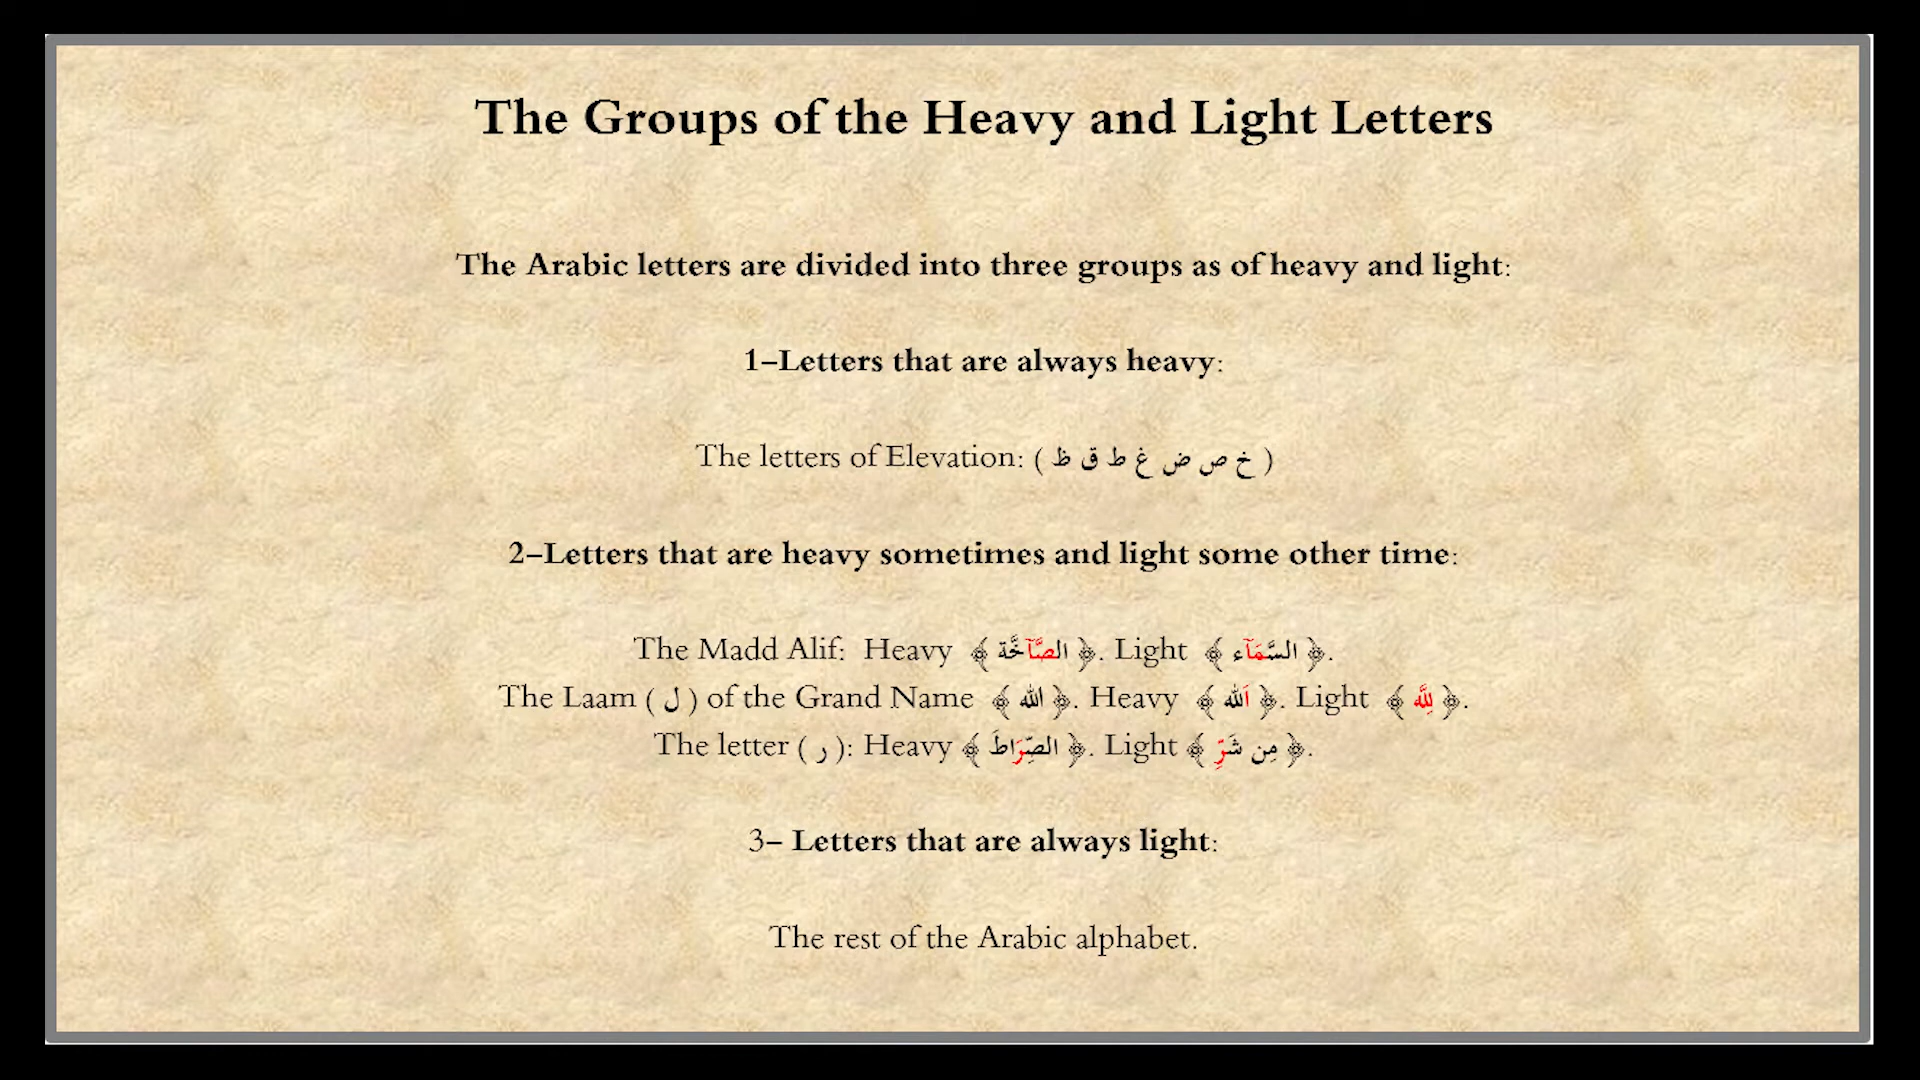 The Groups of the Heavy and Light Letters
The Arabic letters are divided into three groups as of heavy and light:
1–Letters that are always heavy:
The letters of Elevation: ( خ ص ض غ ط ق ظ )
2–Letters that are heavy sometimes and light some other time:
The Madd Alif: Heavy ﴿ الصَّآخَّة ﴾. Light ﴿ السَّمَآء ﴾.
The Laam ( ل ) of the Grand Name ﴿ الله ﴾. Heavy ﴿ اَلله ﴾. Light ﴿ لِلَّه ﴾.
The letter ( ر ): Heavy ﴿ الصِّرَاطَ ﴾. Light ﴿ مِن شَرِّ ﴾.
3– Letters that are always light:
The rest of the Arabic alphabet.